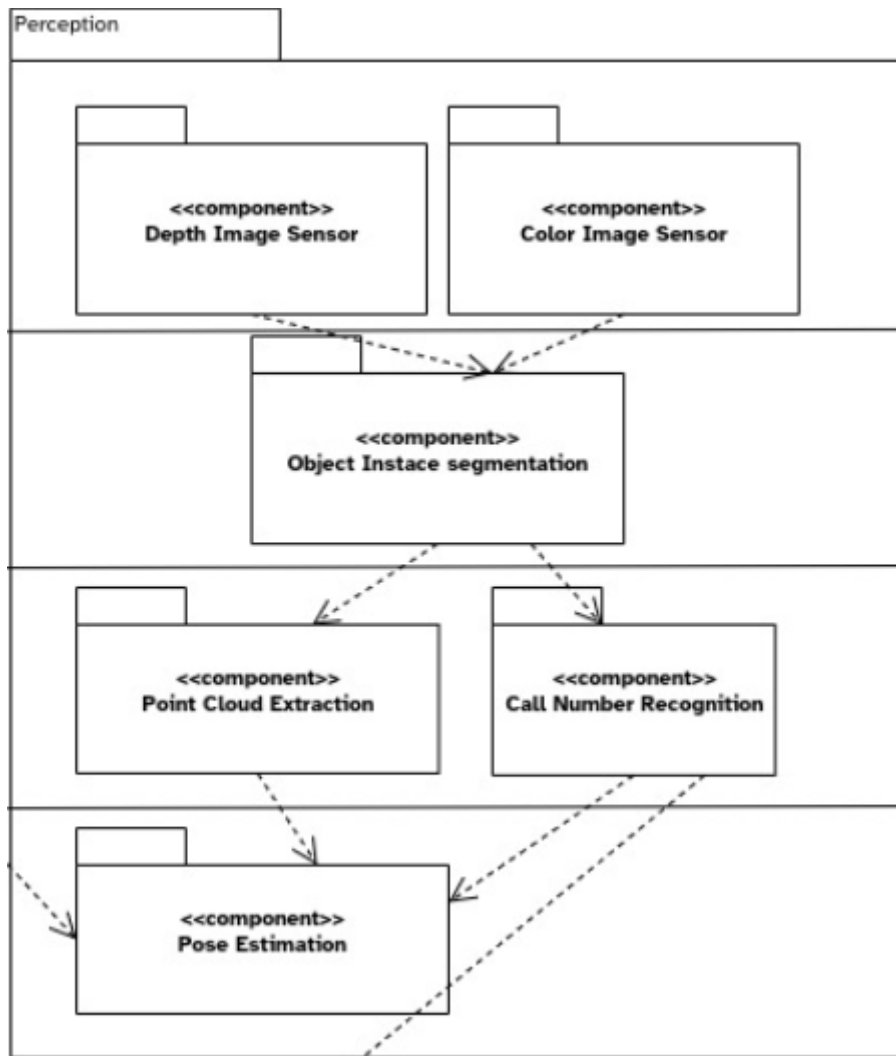 Perception
<<component>>
Depth Image Sensor
<<component>>
Color Image Sensor
<<component>>
Object Instace segmentation
<<component>>
Point Cloud Extraction
<<component>>
Call Number Recognition
<<component>>
Pose Estimation